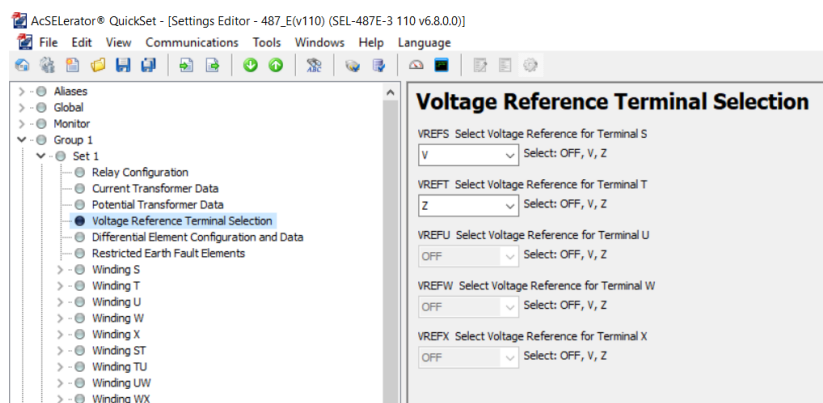 AcSELerator® QuickSet - [Settings Editor - 487_E(v110) (SEL-487E-3 110 v6.8.0.0)]
File Edit View Communications Tools Windows Help Language
Aliases
Global
Monitor
Group 1
Set 1
Relay Configuration
Current Transformer Data
Potential Transformer Data
Voltage Reference Terminal Selection
Differential Element Configuration and Data
Restricted Earth Fault Elements
Winding S
Winding T
Winding U
Winding W
Winding X
Winding ST
Winding TU
Winding UW
Winding WX
Voltage Reference Terminal Selection
VREFS Select Voltage Reference for Terminal S
V Select: OFF, V, Z
VREFT Select Voltage Reference for Terminal T
Z Select: OFF, V, Z
VREFU Select Voltage Reference for Terminal U
OFF Select: OFF, V, Z
VREFW Select Voltage Reference for Terminal W
OFF Select: OFF, V, Z
VREFX Select Voltage Reference for Terminal X
OFF Select: OFF, V, Z